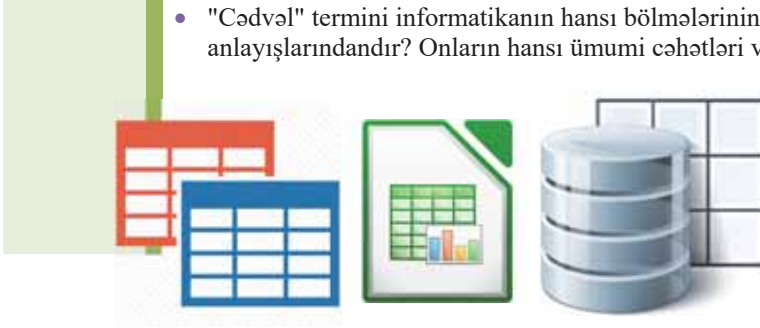 • "Cədvəl" termini informatikanın hansı bölmələrinin
anlayışlarındandır? Onların hansı ümumi cəhətləri v